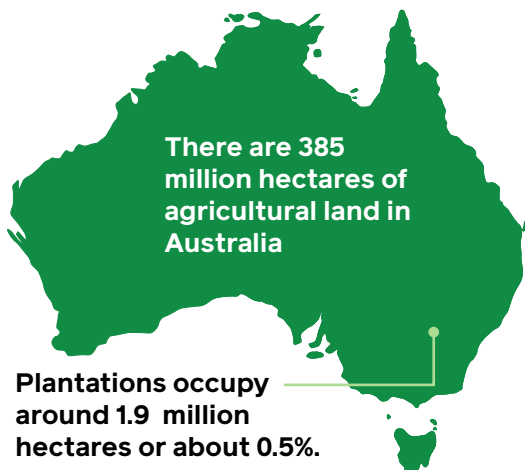 There are 385
million hectares of
agricultural land in
Australia
Plantations occupy
around 1.9 million
hectares or about 0.5%.